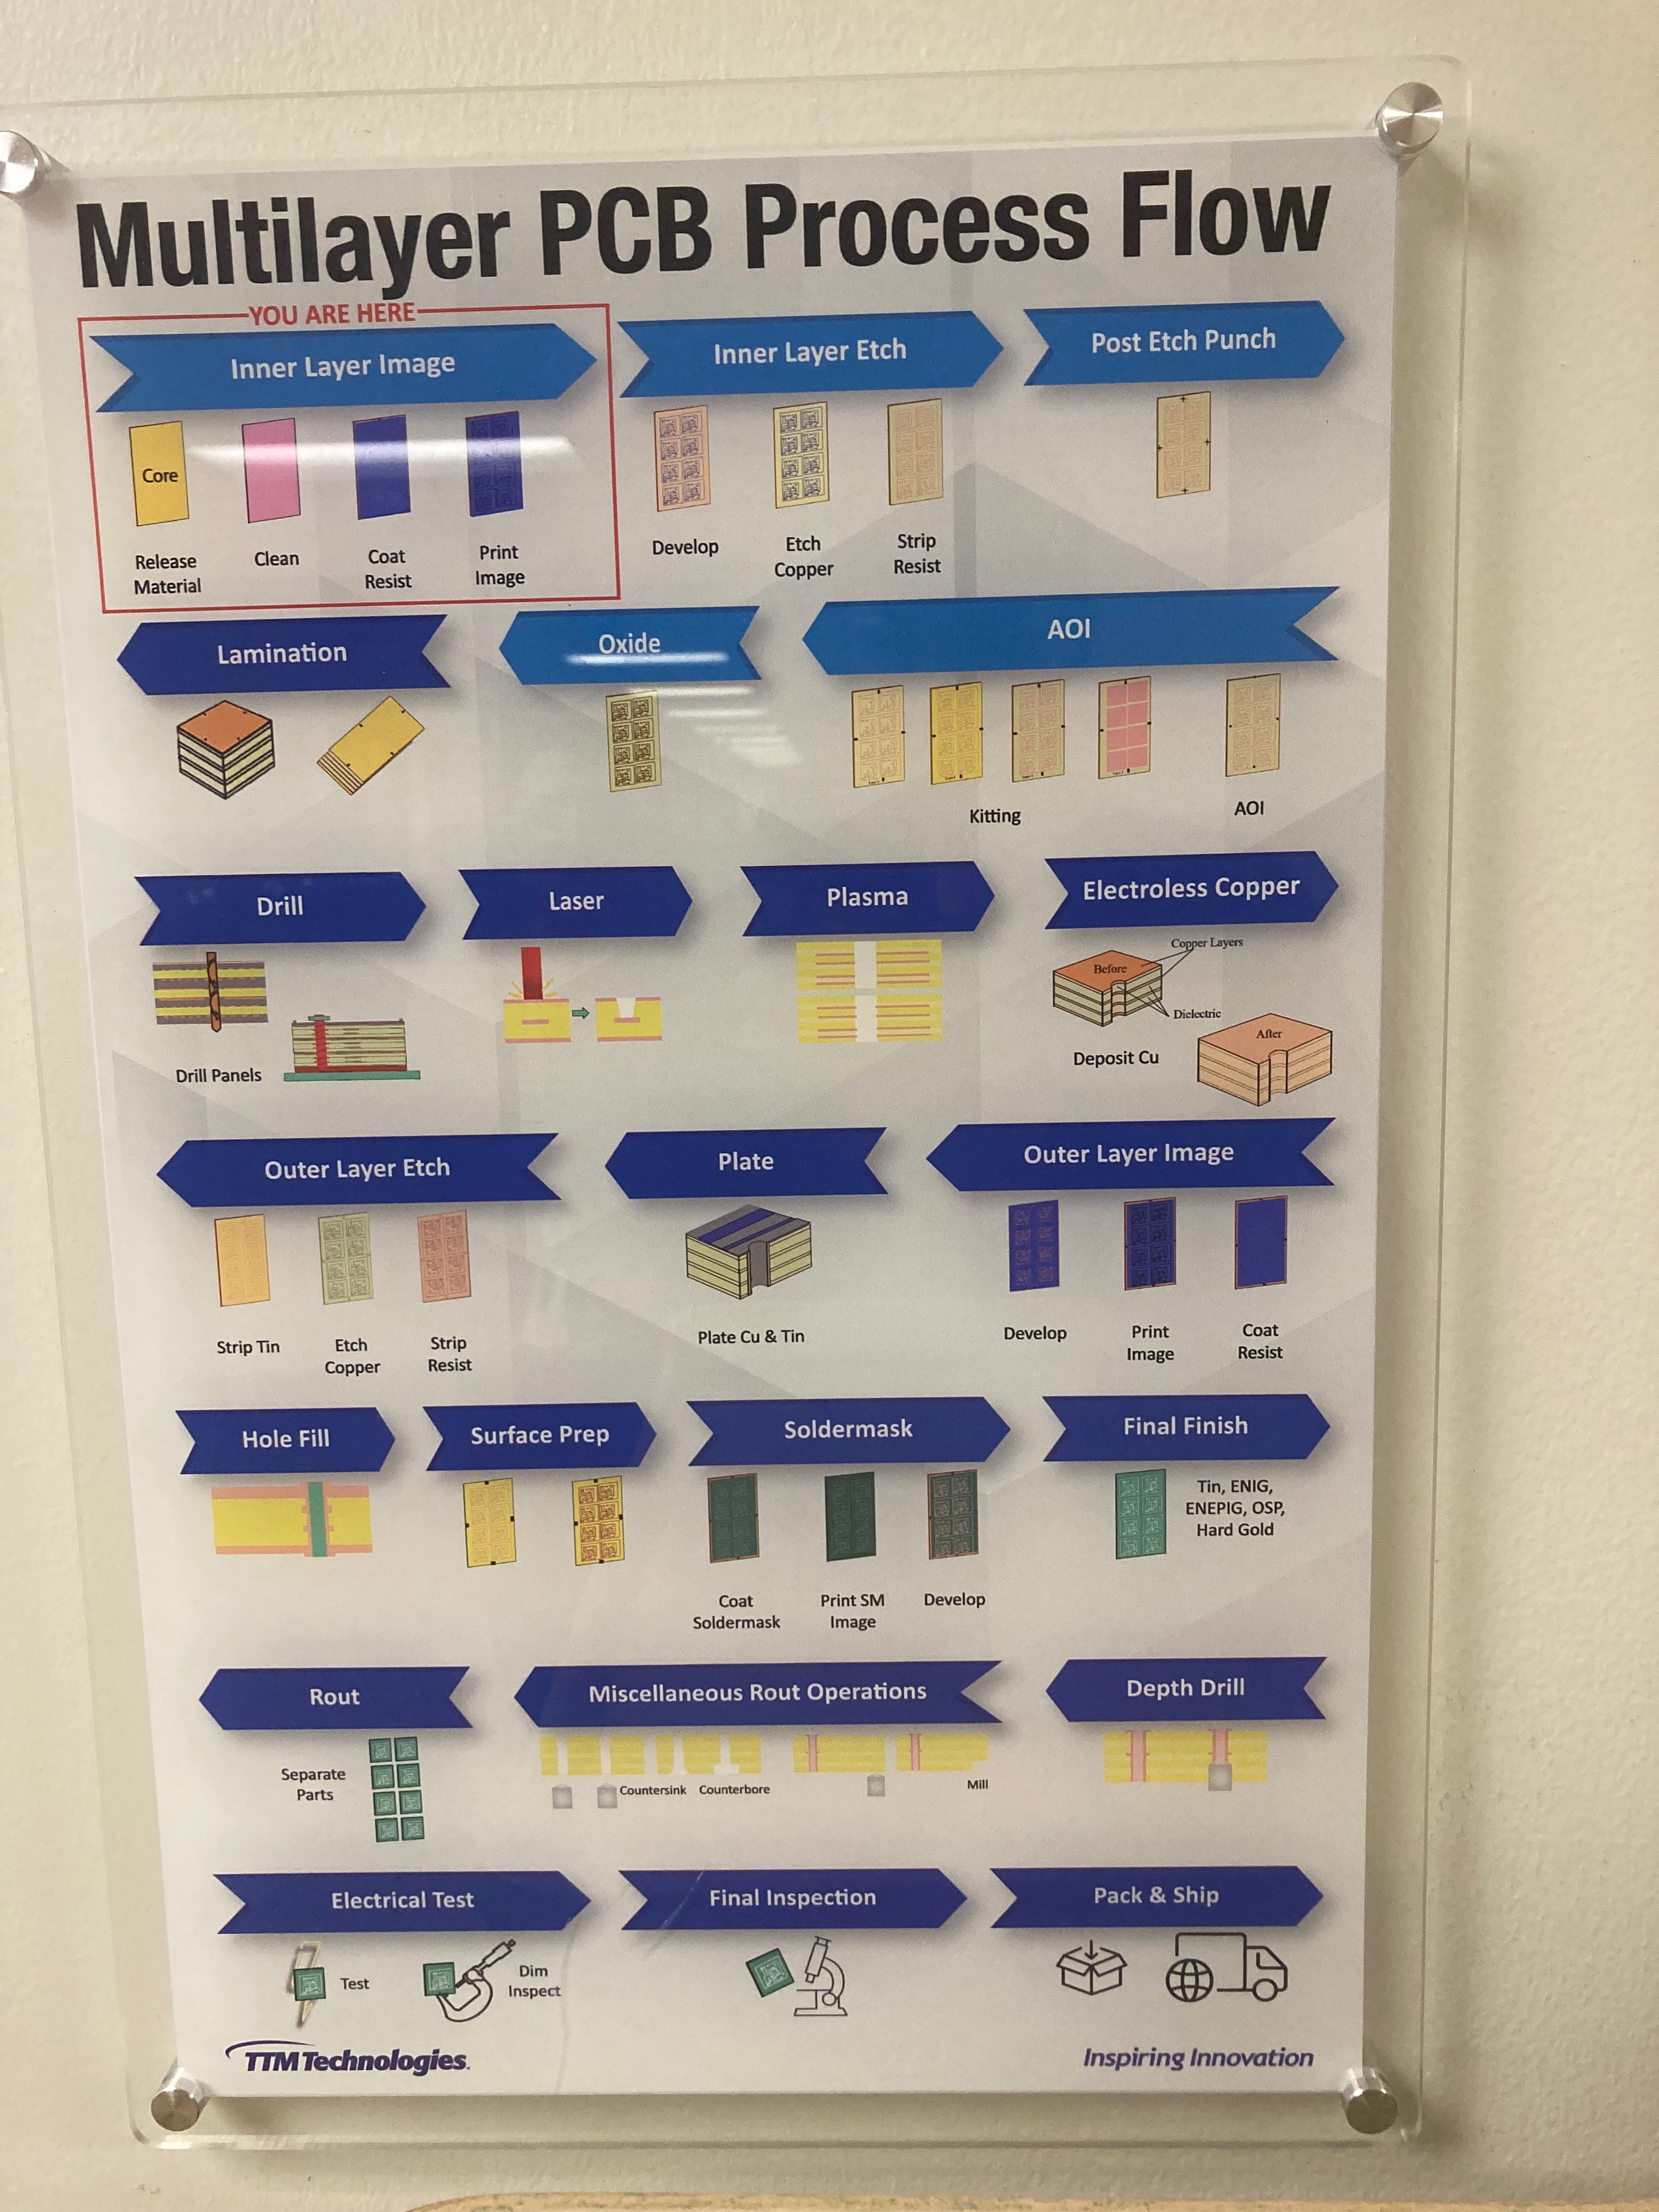 Multilayer PCB Process Flow
YOU ARE HERE
Inner Layer Image
Core
Release
Material
Clean
Coat
Resist
Print
Image
Inner Layer Etch
Develop
Etch
Copper
Strip
Resist
Post Etch Punch
Lamination
Oxide
AOI
Kitting
AOI
Drill
Drill Panels
Laser
Plasma
Electroless Copper
Copper Layers
Before
Dielectric
After
Deposit Cu
Outer Layer Etch
Strip Tin
Etch
Copper
Strip
Resist
Plate
Plate Cu & Tin
Outer Layer Image
Develop
Print
Image
Coat
Resist
Hole Fill
Surface Prep
Soldermask
Coat
Soldermask
Print SM
Image
Develop
Final Finish
Tin, ENIG,
ENEPIG, OSP,
Hard Gold
Rout
Separate
Parts
Miscellaneous Rout Operations
Countersink
Counterbore
Mill
Depth Drill
Electrical Test
Test
Dim
Inspect
Final Inspection
Pack & Ship
TTM Technologies.
Inspiring Innovation